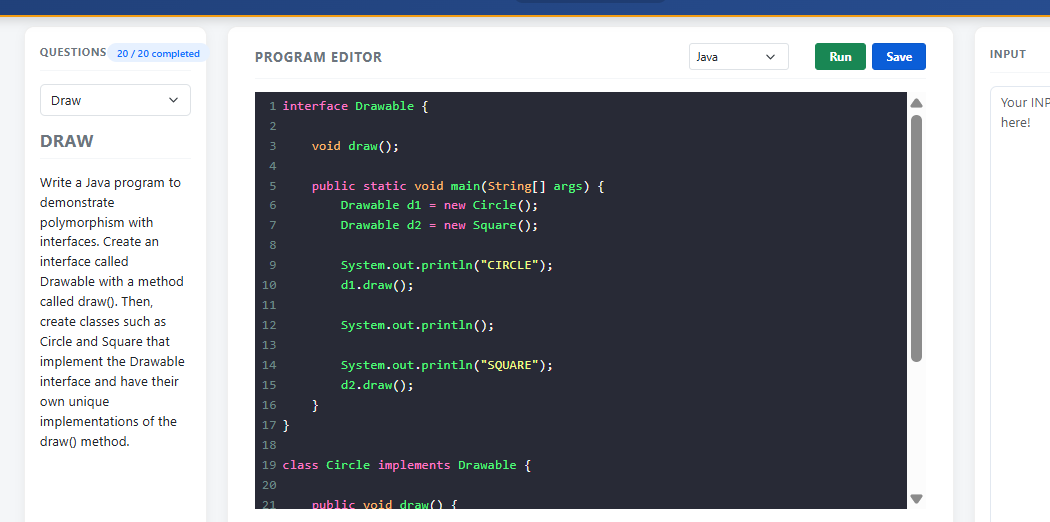 QUESTIONS
20 / 20 completed
Draw
DRAW
Write a Java program to
demonstrate
polymorphism with
interfaces. Create an
interface called
Drawable with a method
called draw(). Then,
create classes such as
Circle and Square that
implement the Drawable
interface and have their
own unique
implementations of the
draw() method.
PROGRAM EDITOR
Java
Run
Save
1 interface Drawable {
2
3     void draw();
4
5     public static void main(String[] args) {
6         Drawable d1 = new Circle();
7         Drawable d2 = new Square();
8
9         System.out.println("CIRCLE");
10         d1.draw();
11
12         System.out.println();
13
14         System.out.println("SQUARE");
15         d2.draw();
16     }
17 }
18
19 class Circle implements Drawable {
20
21     public void draw() {
INPUT
Your INP
here!